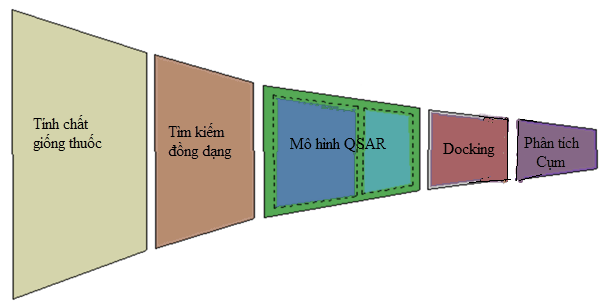 Tính chất
giống thuốc
Tìm kiếm
đồng dạng
Mô hình QSAR
Docking
Phân tích
Cụm